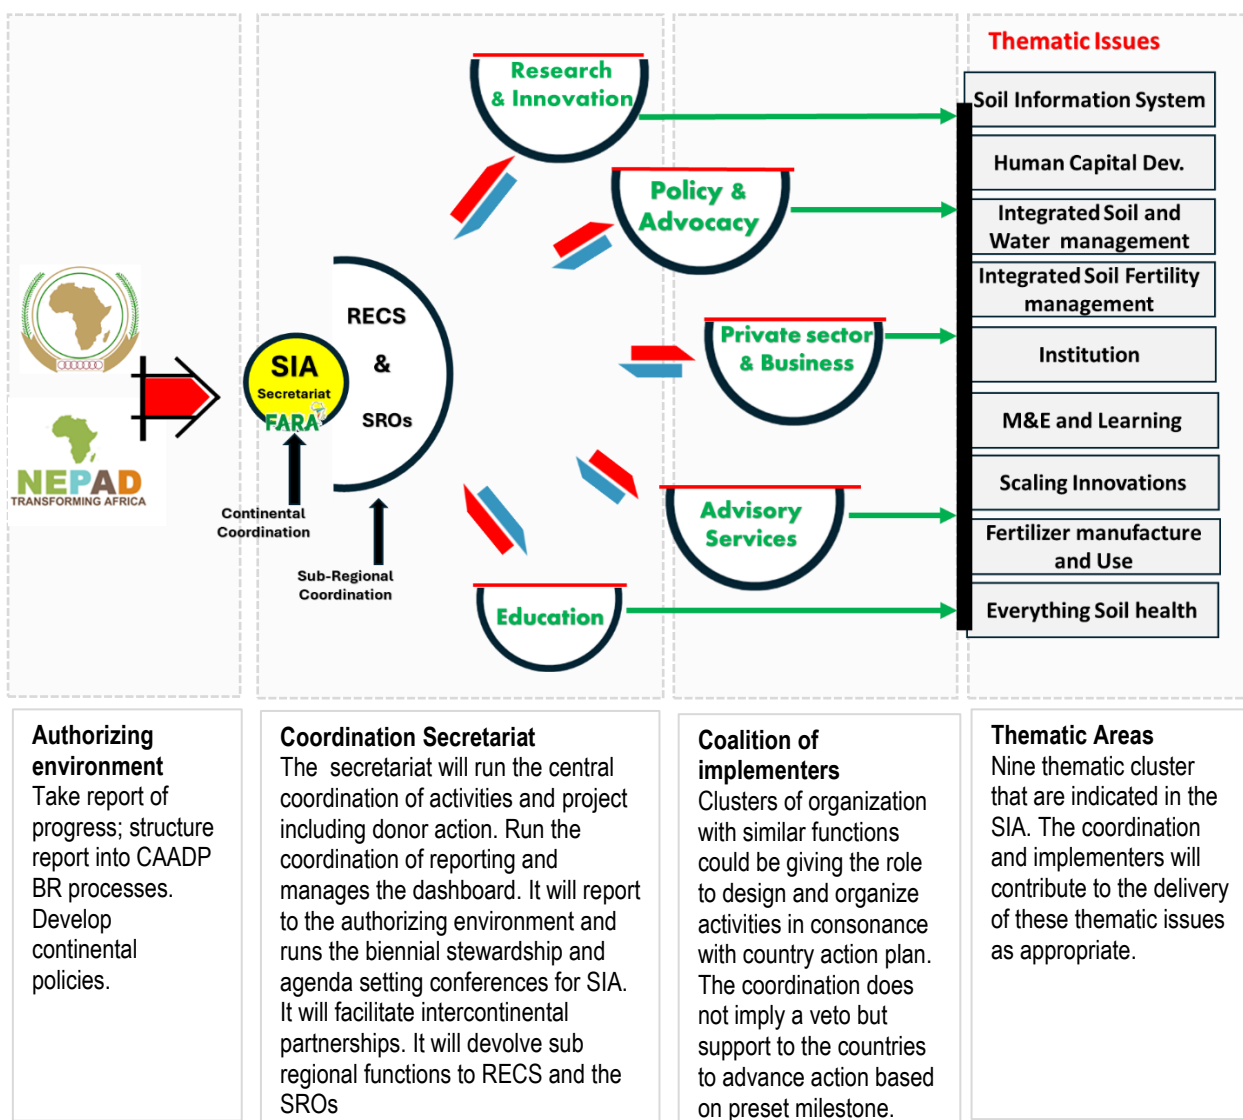 Thematic Issues
Research
& Innovation
Soil Information System
Human Capital Dev.
Policy &
Advocacy
Integrated Soil and
Water management
Integrated Soil Fertility
management
RECS
&
SROs
SIA
Secretariat
FARA
Private sector
& Business
Institution
M&E and Learning
NEPAD
TRANSFORMING AFRICA
Scaling Innovations
Continental
Coordination
Advisory
Services
Fertilizer manufacture
and Use
Sub-Regional
Coordination
Education
Everything Soil health
Authorizing
environment
Take report of
progress; structure
report into CAADP
BR processes.
Develop
continental
policies.
Coordination Secretariat
The secretariat will run the central
coordination of activities and project
including donor action. Run the
coordination of reporting and
manages the dashboard. It will report
to the authorizing environment and
runs the biennial stewardship and
agenda setting conferences for SIA.
It will facilitate intercontinental
partnerships. It will devolve sub
regional functions to RECS and the
SROs
Coalition of
implementers
Clusters of organization
with similar functions
could be giving the role
to design and organize
activities in consonance
with country action plan.
The coordination does
not imply a veto but
support to the countries
to advance action based
on preset milestone.
Thematic Areas
Nine thematic cluster
that are indicated in the
SIA. The coordination
and implementers will
contribute to the delivery
of these thematic issues
as appropriate.